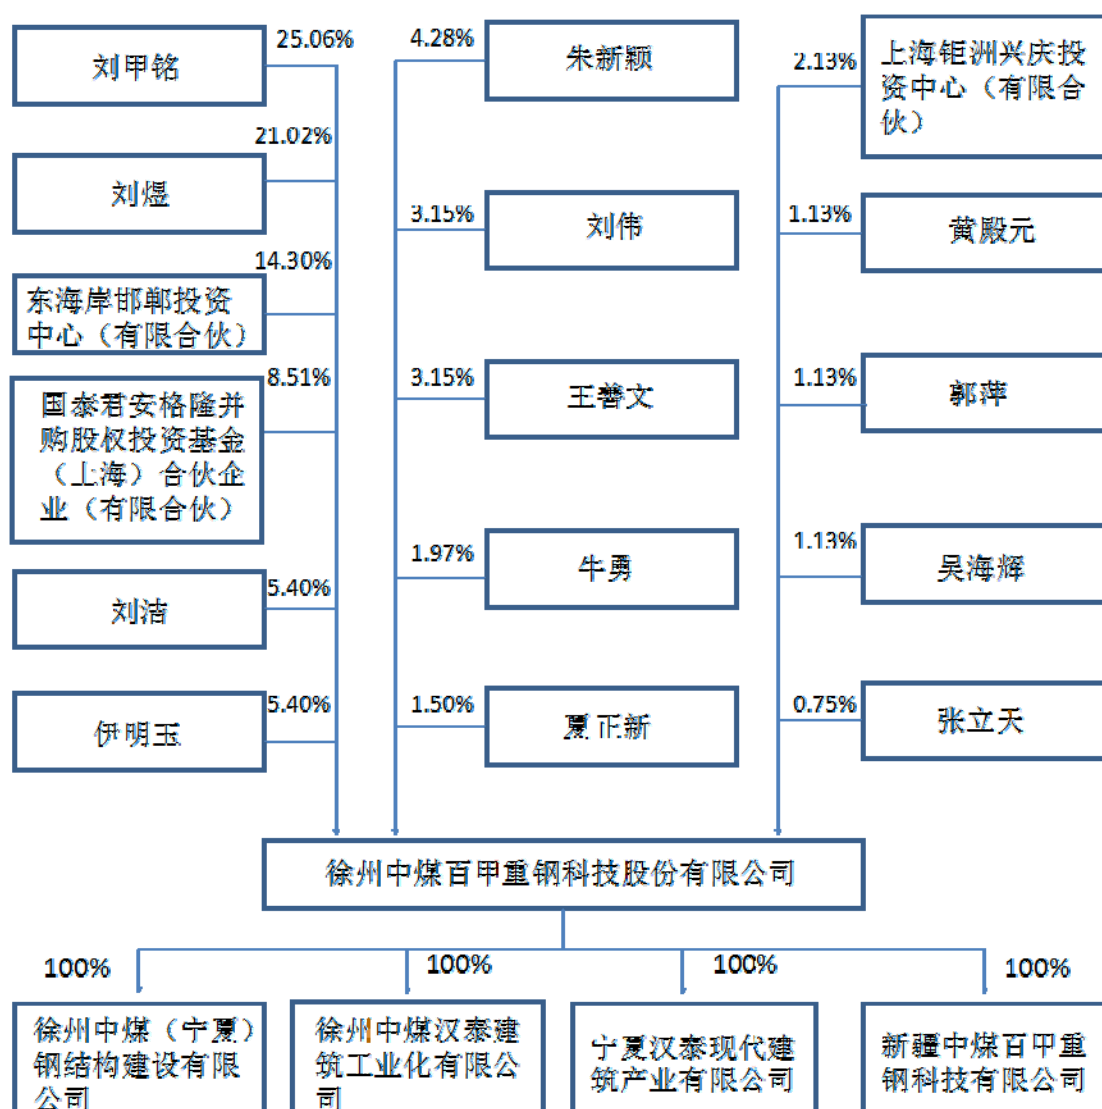 25.06%
刘甲铭
21.02%
刘煜
14.30%
东海岸邯郸投资
中心（有限合伙）
8.51%
国泰君安格隆并
购股权投资基金
（上海）合伙企
业（有限合伙）
5.40%
刘洁
5.40%
伊明玉
4.28%
朱新颖
3.15%
刘伟
3.15%
王善文
1.97%
牛勇
1.50%
夏正新
2.13%
上海钜洲兴庆投
资中心（有限合
伙）
1.13%
黄殿元
1.13%
郭萍
1.13%
吴海辉
0.75%
张立天
徐州中煤百甲重钢科技股份有限公司
100%
徐州中煤（宁夏）
钢结构建设有限
公司
100%
徐州中煤汉泰建
筑工业化有限公
司
100%
宁夏汉泰现代建
筑产业有限公司
100%
新疆中煤百甲重
钢科技有限公司